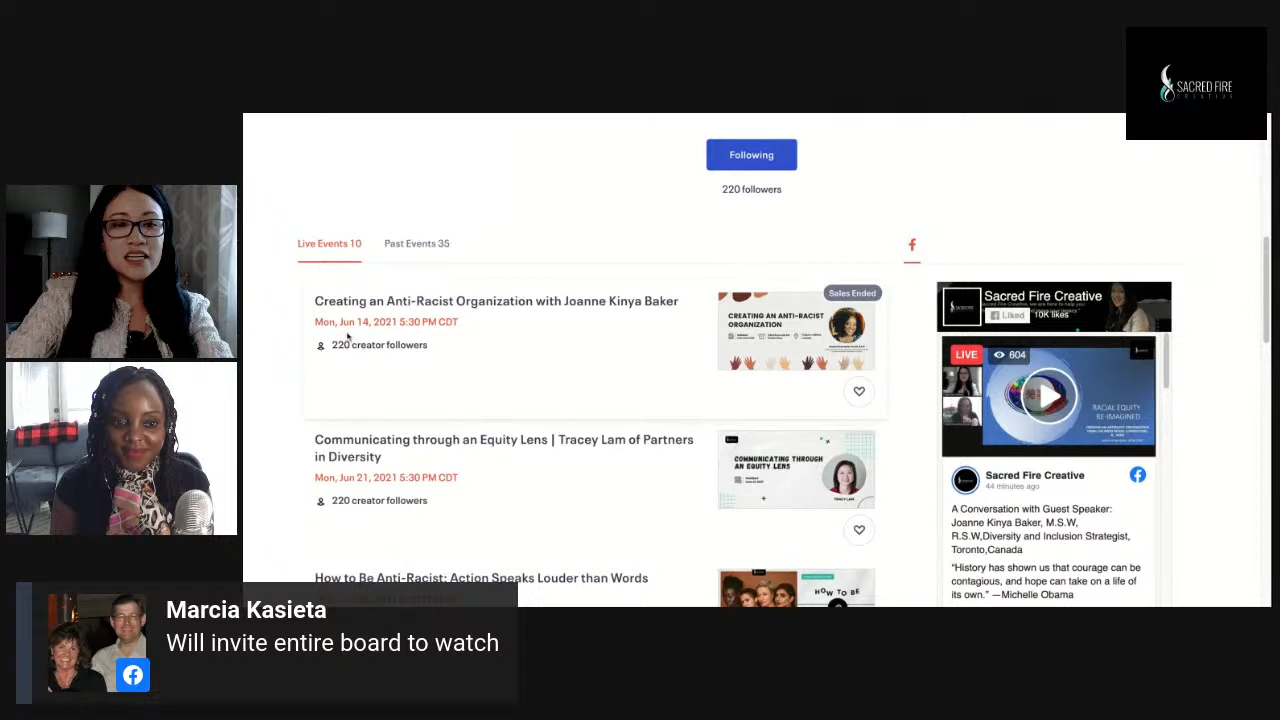 SACRED FIRE
CREATIVE
Following
220 followers
Live Events 10
Past Events 35
Creating an Anti-Racist Organization with Joanne Kinya Baker
Mon, Jun 14, 2021 5:30 PM CDT
220 creator followers
Sales Ended
CREATING AN ANTI-RACIST
ORGANIZATION
Communicating through an Equity Lens | Tracey Lam of Partners
in Diversity
Mon, Jun 21, 2021 5:30 PM CDT
220 creator followers
COMMUNICATING THROUGH
AN EQUITY LENS
TRACEY LAM
How to Be Anti-Racist: Action Speaks Louder than Words
HOW TO BE
Sacred Fire Creative
Liked
10K likes
LIVE
604
RACIAL EQUITY
RE-IMAGINED
Sacred Fire Creative
44 minutes ago
A Conversation with Guest Speaker:
Joanne Kinya Baker, M.S.W,
R.S.W,Diversity and Inclusion Strategist,
Toronto,Canada
“History has shown us that courage can be
contagious, and hope can take on a life of
its own.” —Michelle Obama
Marcia Kasieta
Will invite entire board to watch